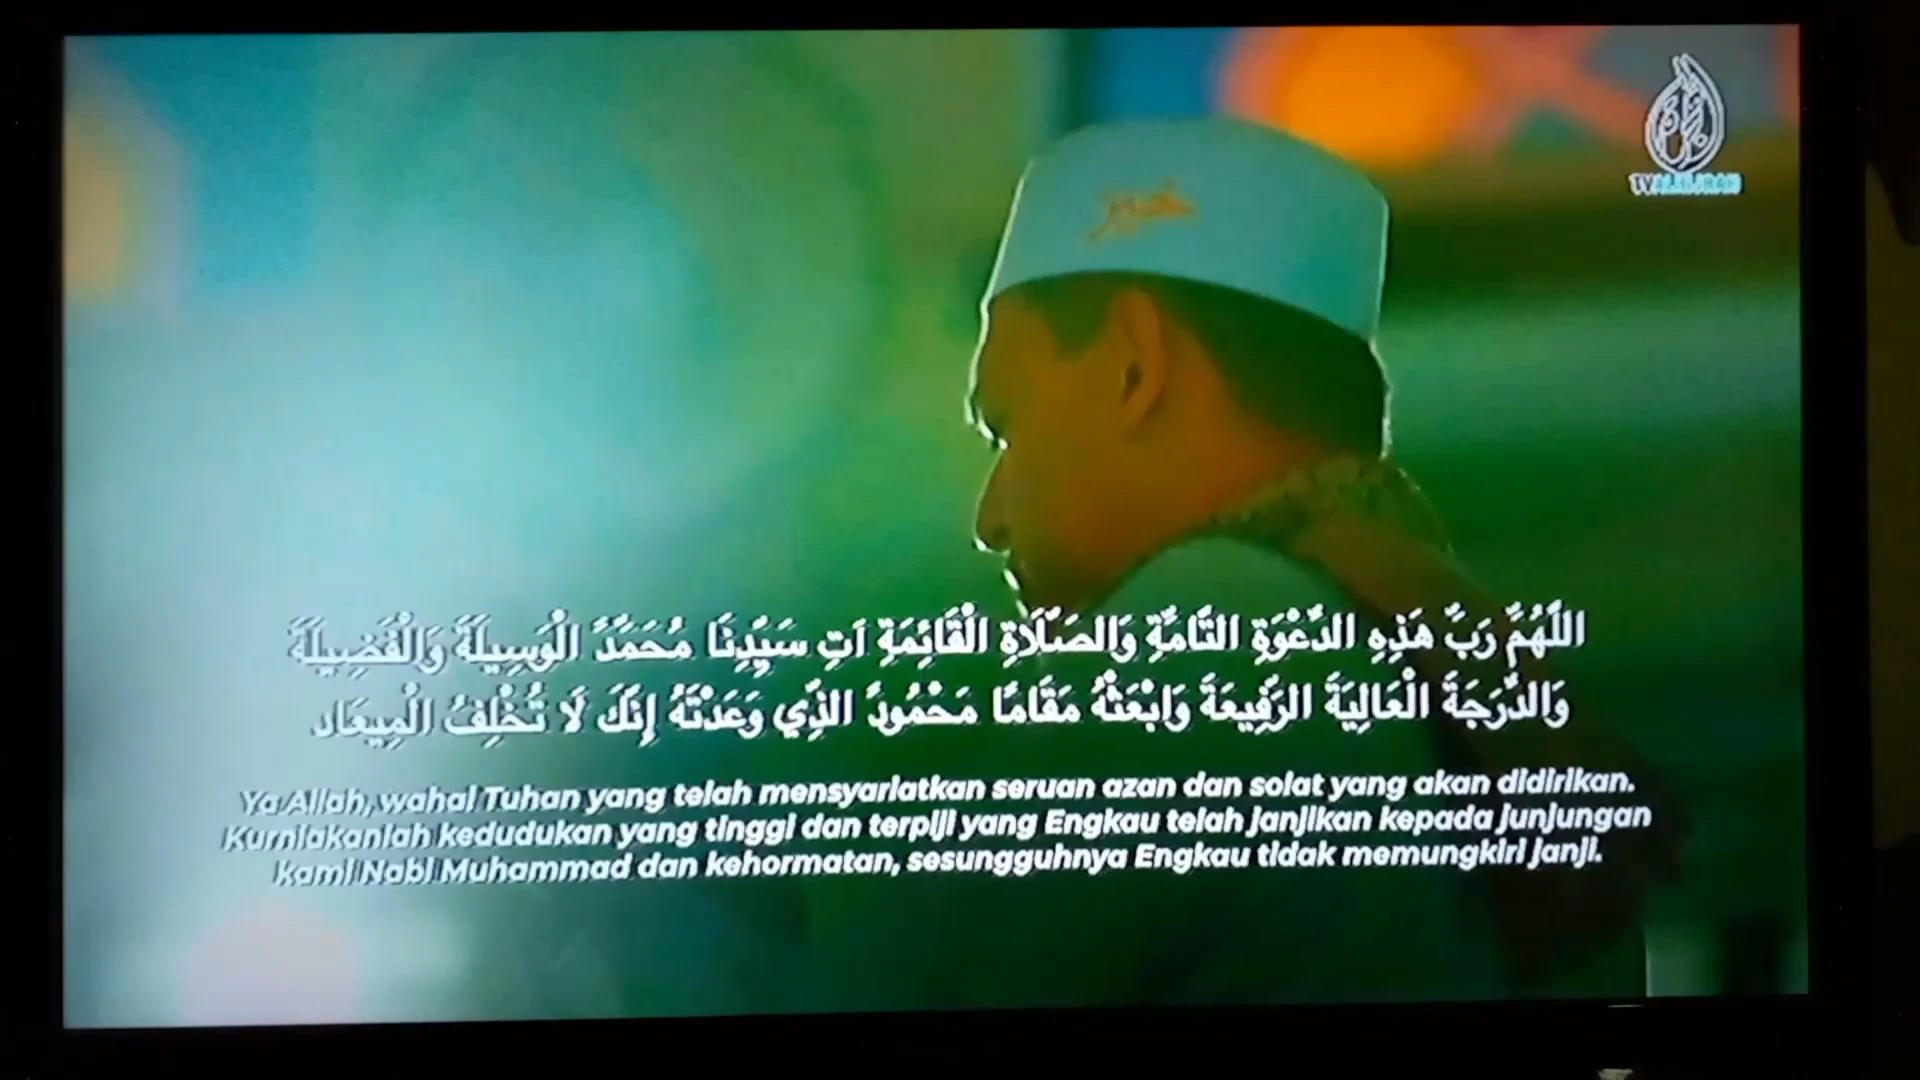 TVALHIJRAH
اللَّهُمَّ رَبَّ هَذِهِ الدَّعْوَةِ التَّامَّةِ وَالصَّلَاةِ الْقَائِمَةِ آتِ سَيِّدِنَا مُحَمَّدً الْوَسِيلَةَ وَالْفَضِيلَةَ
وَالدَّرَجَةَ الْعَالِيَةَ الرَّفِيعَةَ وَابْعَثْهُ مَقَامًا مَحْمُودً الذِّي وَعَدْتَهُ إِنَّكَ لَا تُخْلِفُ الْمِيعَاد
Ya Allah, wahai Tuhan yang telah mensyariatkan seruan azan dan solat yang akan didirikan.
Kurniakanlah kedudukan yang tinggi dan terpiji yang Engkau telah janjikan kepada junjungan
kami Nabi Muhammad dan kehormatan, sesungguhnya Engkau tidak memungkiri janji.